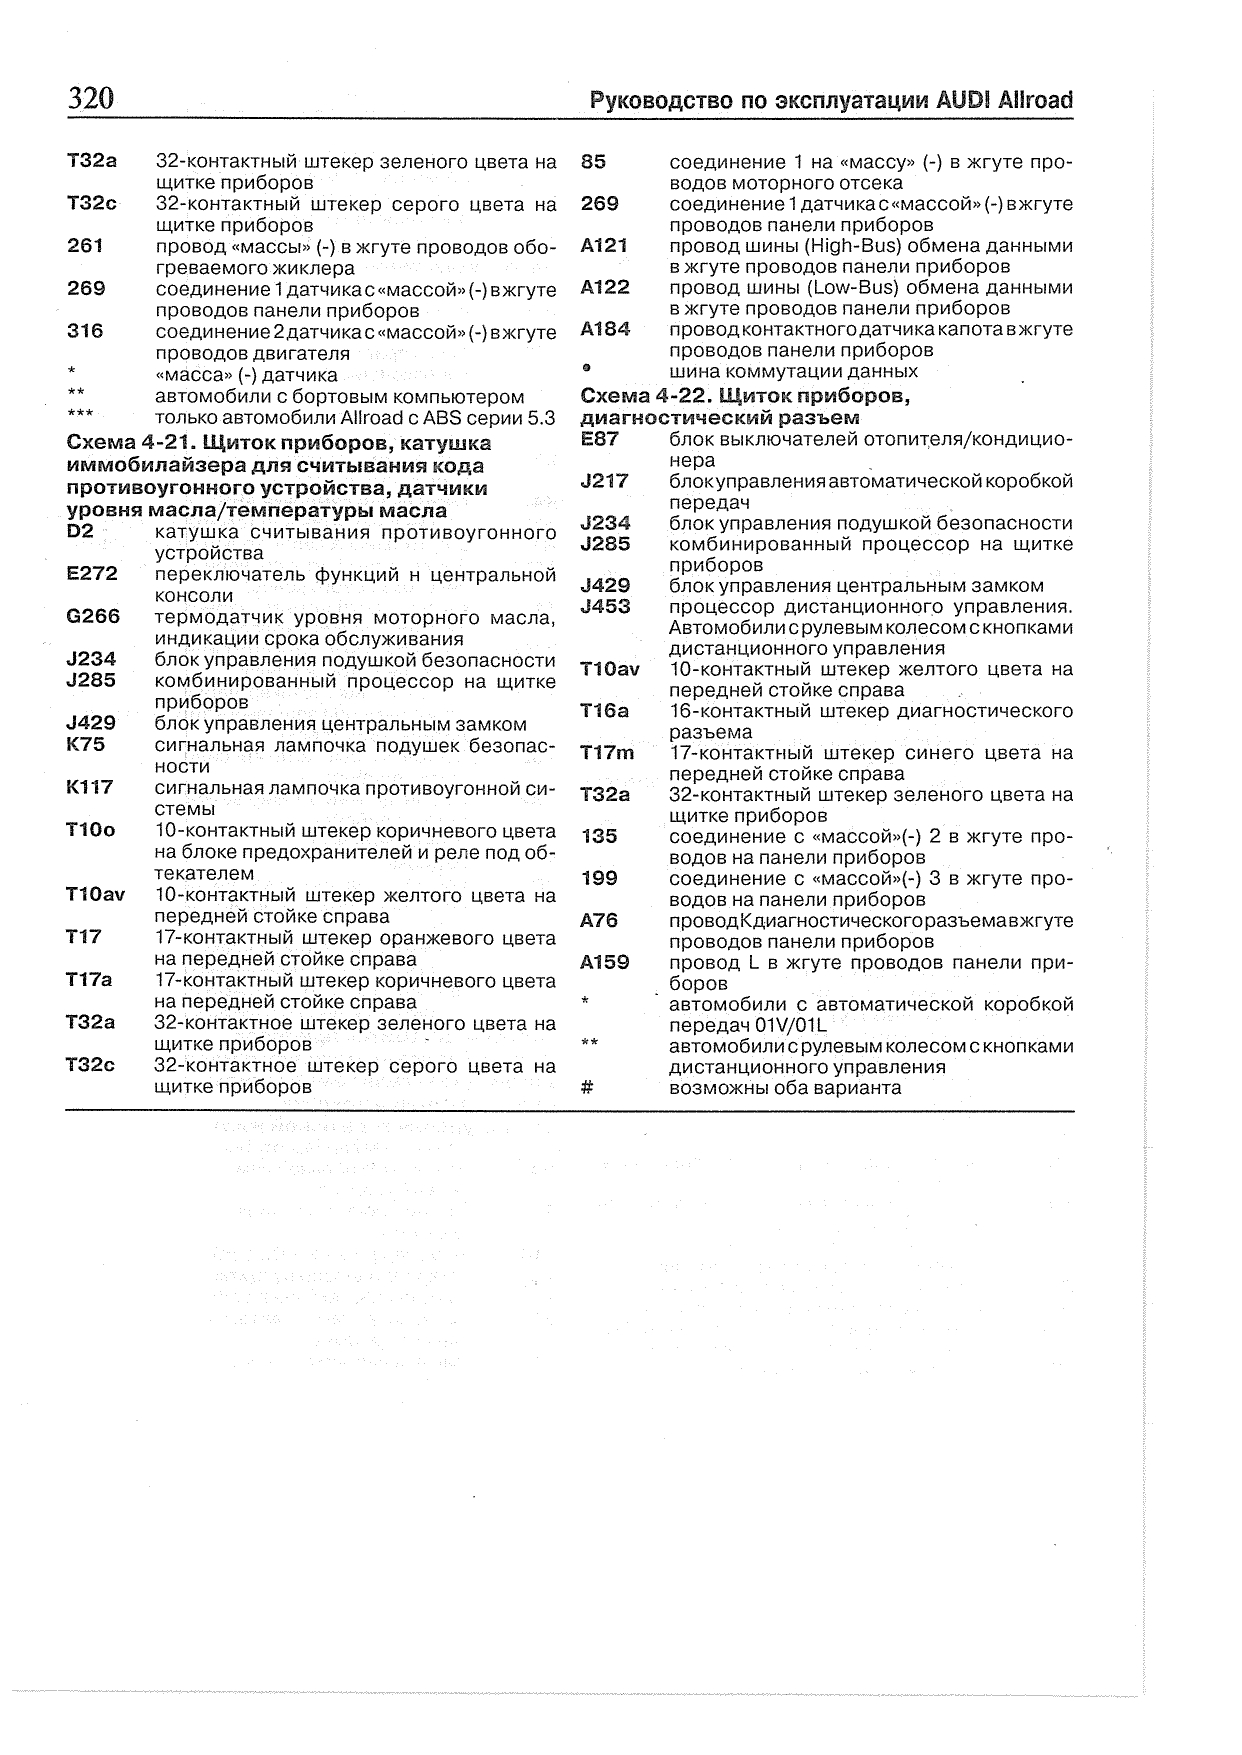 320
Руководство по эксплуатации AUDI Allroad
T32a 32-контактный штекер зеленого цвета на
щитке приборов
T32c 32-контактный штекер серого цвета на
щитке приборов
261 провод «массы» (-) в жгуте проводов обо-
греваемого жиклера
269 соединение 1 датчика с «массой» (-) в жгуте
проводов панели приборов
316 соединение 2 датчика с «массой» (-) в жгуте
проводов двигателя
* «масса» (-) датчика
** автомобили с бортовым компьютером
*** только автомобили Allroad с ABS серии 5.3
Схема 4-21. Щиток приборов, катушка
иммобилайзера для считывания кода
противоугонного устройства, датчики
уровня масла/температуры масла
D2 катушка считывания противоугонного
устройства
E272 переключатель функций н центральной
консоли
G266 термодатчик уровня моторного масла,
индикации срока обслуживания
J234 блок управления подушкой безопасности
J285 комбинированный процессор на щитке
приборов
J429 блок управления центральным замком
K75 сигнальная лампочка подушек безопас-
ности
K117 сигнальная лампочка противоугонной си-
стемы
T10o 10-контактный штекер коричневого цвета
на блоке предохранителей и реле под об-
текателем
T10av 10-контактный штекер желтого цвета на
передней стойке справа
T17 17-контактный штекер оранжевого цвета
на передней стойке справа
T17a 17-контактный штекер коричневого цвета
на передней стойке справа
T32a 32-контактное штекер зеленого цвета на
щитке приборов
T32c 32-контактное штекер серого цвета на
щитке приборов
85 соединение 1 на «массу» (-) в жгуте про-
водов моторного отсека
269 соединение 1 датчика с «массой» (-) в жгуте
проводов панели приборов
A121 провод шины (High-Bus) обмена данными
в жгуте проводов панели приборов
A122 провод шины (Low-Bus) обмена данными
в жгуте проводов панели приборов
A184 провод контактного датчика капота в жгуте
проводов панели приборов
• шина коммутации данных
Схема 4-22. Щиток приборов,
диагностический разъем
E87 блок выключателей отопителя/кондицио-
нера
J217 блок управления автоматической коробкой
передач
J234 блок управления подушкой безопасности
J285 комбинированный процессор на щитке
приборов
J429 блок управления центральным замком
J453 процессор дистанционного управления.
Автомобили с рулевым колесом с кнопками
дистанционного управления
T10av 10-контактный штекер желтого цвета на
передней стойке справа
T16a 16-контактный штекер диагностического
разъема
T17m 17-контактный штекер синего цвета на
передней стойке справа
T32a 32-контактный штекер зеленого цвета на
щитке приборов
135 соединение с «массой»(-) 2 в жгуте про-
водов на панели приборов
199 соединение с «массой»(-) 3 в жгуте про-
водов на панели приборов
A76 провод К диагностического разъема в жгуте
проводов панели приборов
A159 провод L в жгуте проводов панели при-
боров
* автомобили с автоматической коробкой
передач 01V/01L
** автомобили с рулевым колесом с кнопками
дистанционного управления
# возможны оба варианта